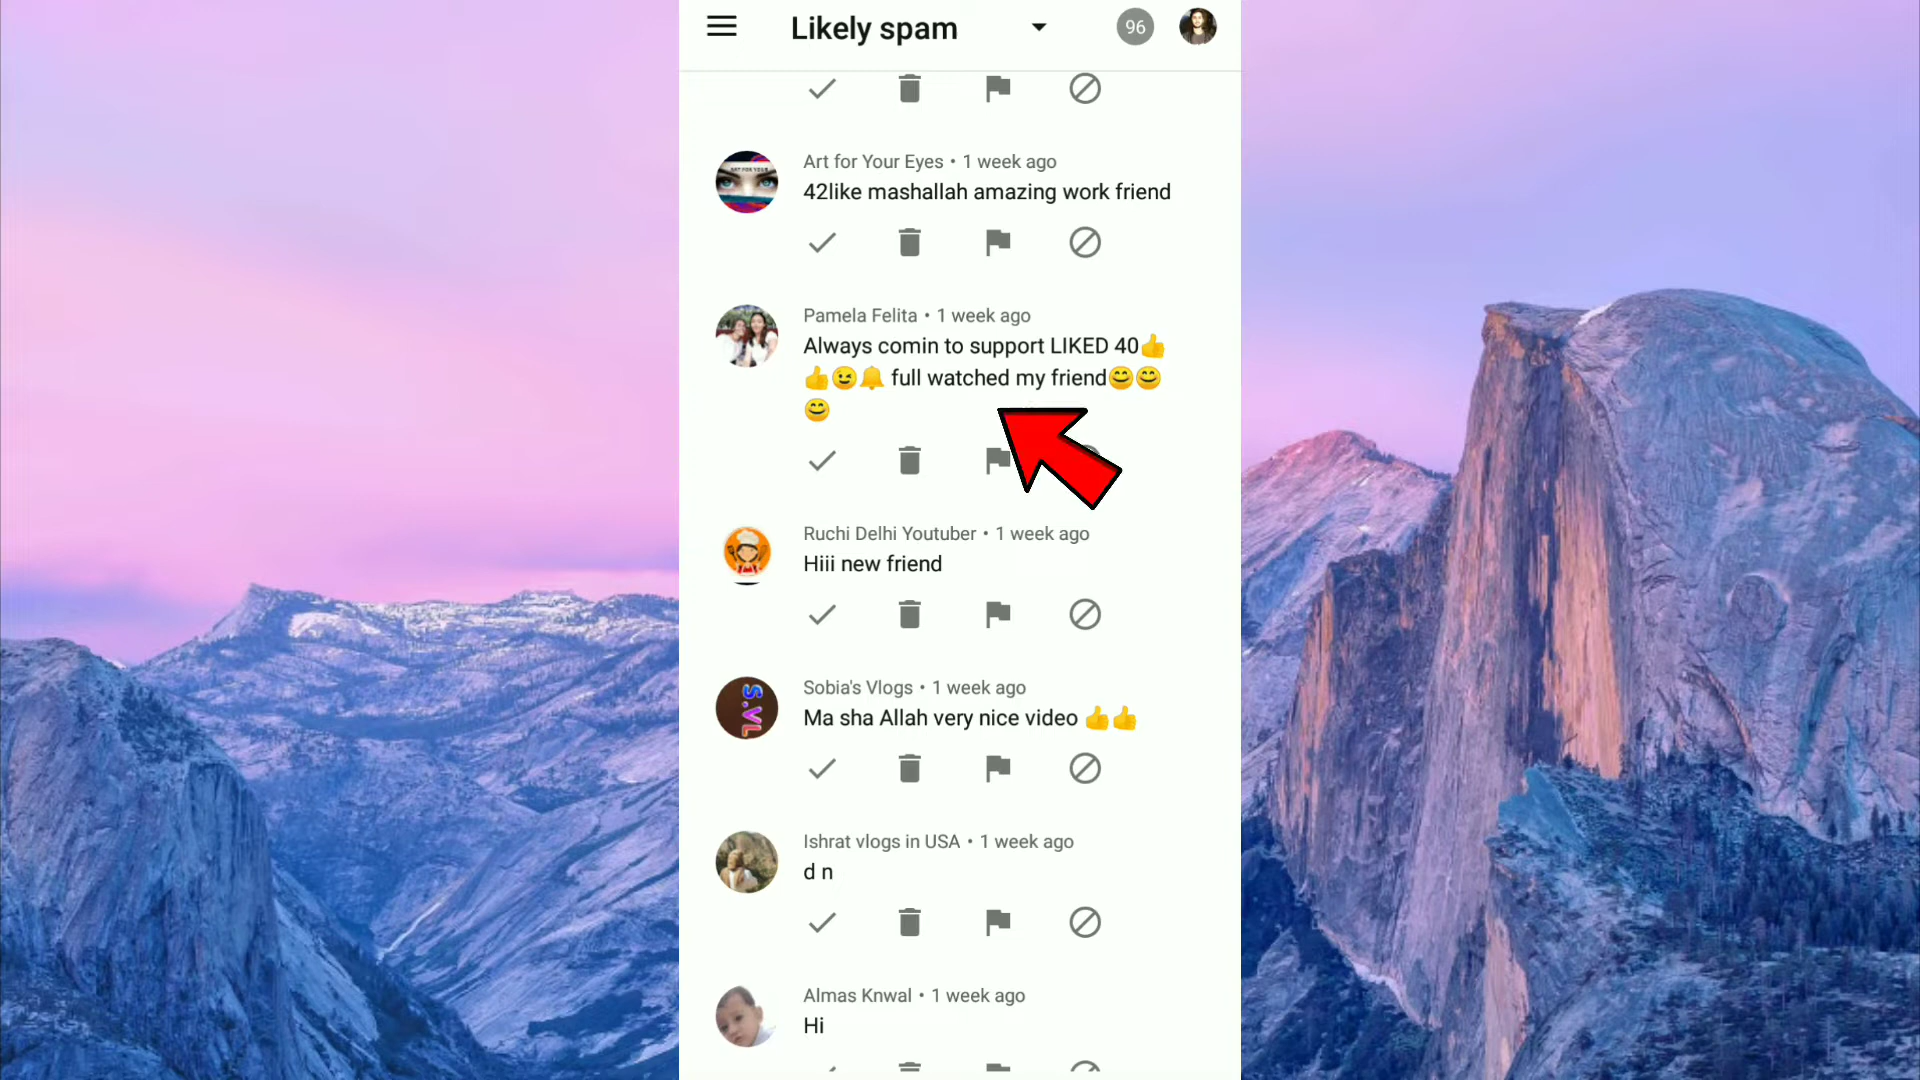 Likely spam
96
Art for Your Eyes • 1 week ago
42like mashallah amazing work friend
Pamela Felita • 1 week ago
Always comin to support LIKED 40👍
👍😉🔔 full watched my friend😄😄
😄
Ruchi Delhi Youtuber • 1 week ago
Hiii new friend
S.VL
Sobia's Vlogs • 1 week ago
Ma sha Allah very nice video 👍👍
Ishrat vlogs in USA • 1 week ago
d n
Almas Knwal • 1 week ago
Hi